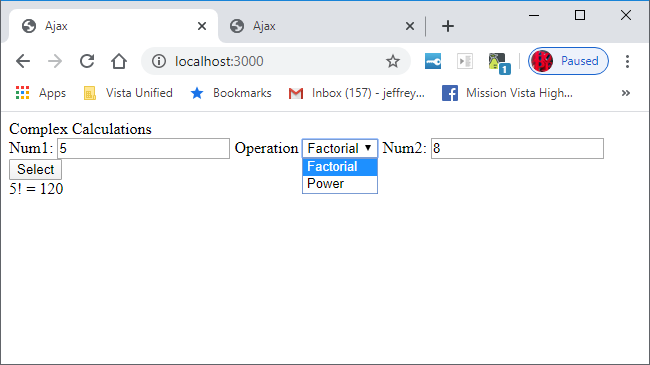 Ajax
Ajax
localhost:3000
1
Paused
Apps Vista Unified Bookmarks Inbox (157) - jeffrey... Mission Vista High... »
Complex Calculations
Num1: 5 Operation Factorial Num2: 8
Factorial
Power
Select
5! = 120